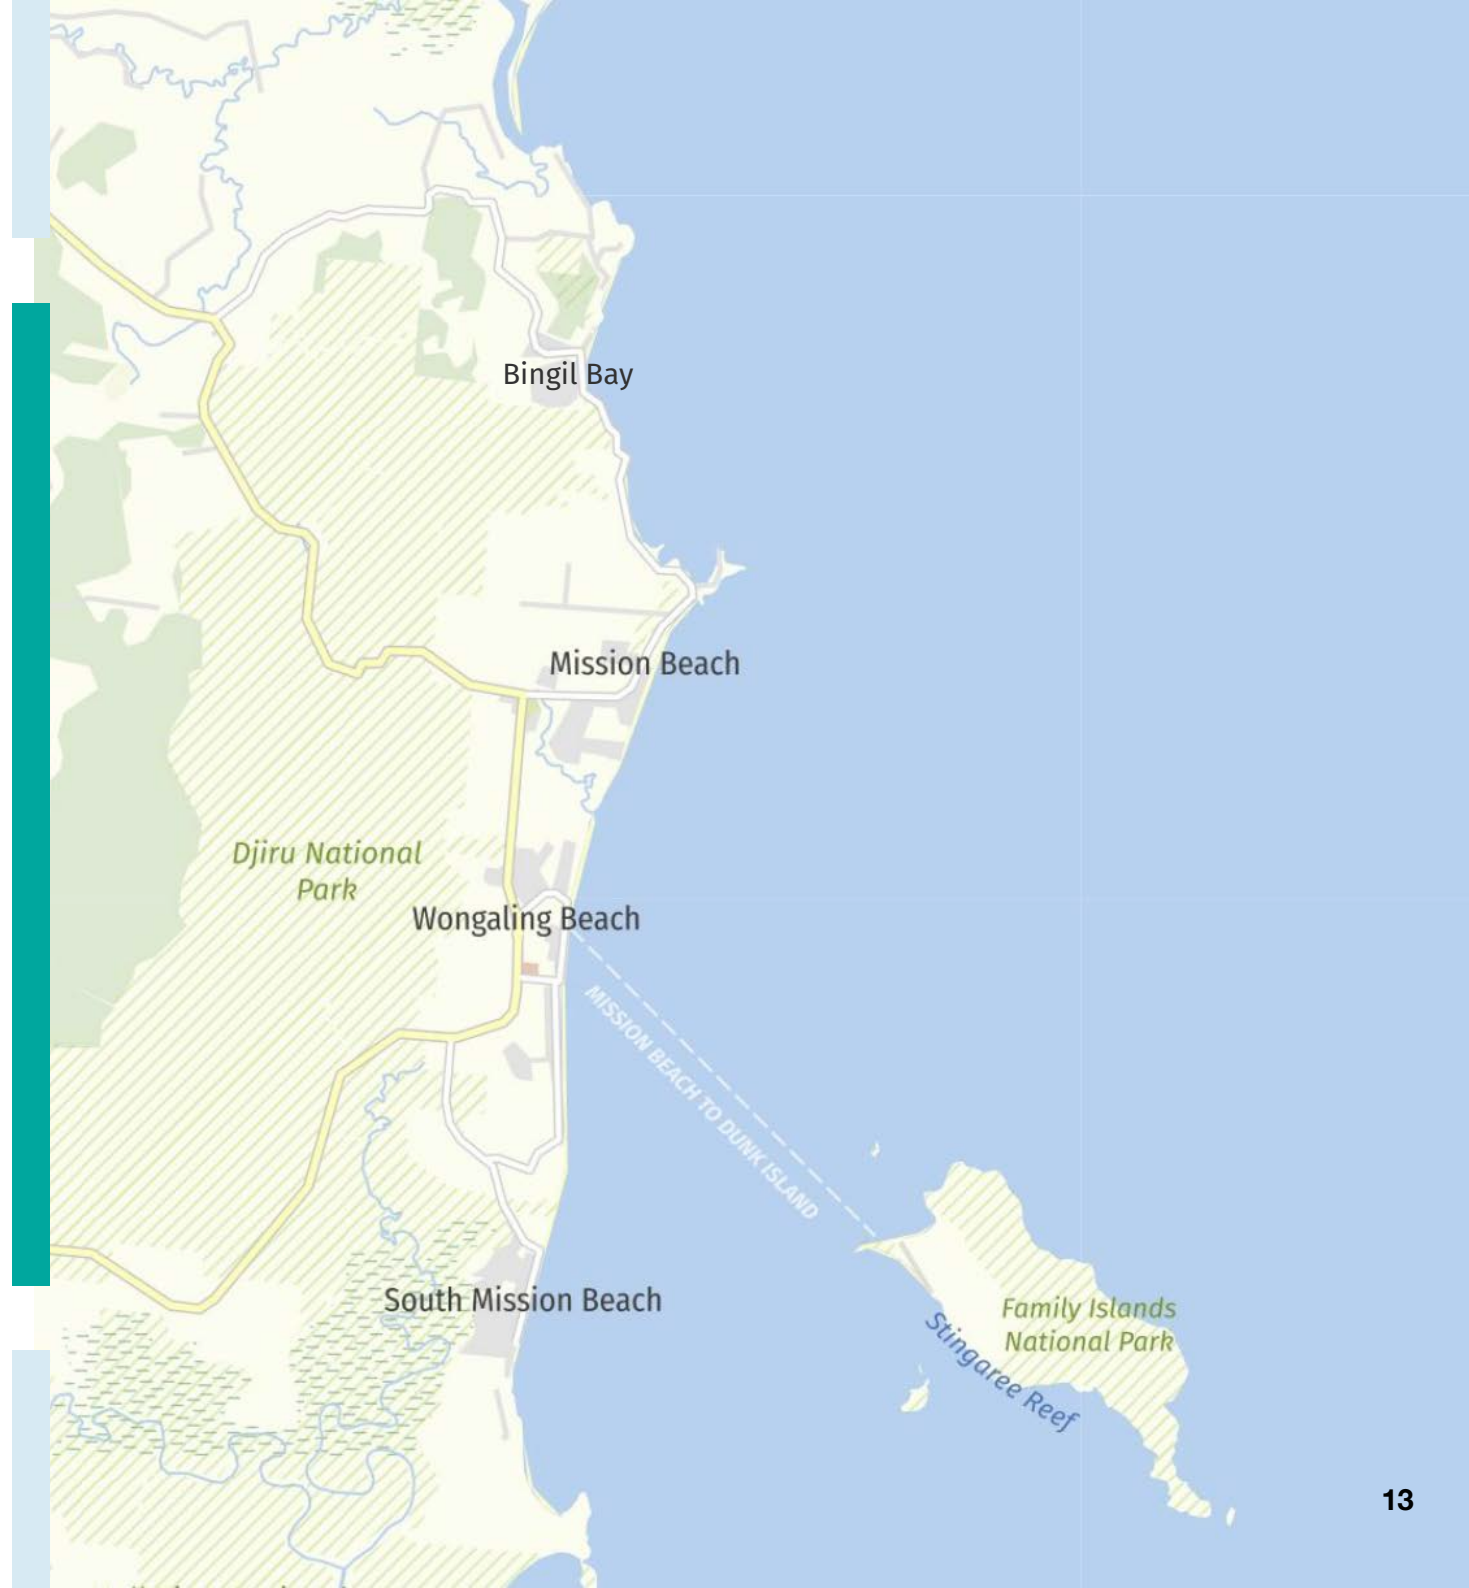 Bingil Bay
Mission Beach
Djiru National
Park
Wongaling Beach
MISSION BEACH TO DUNK ISLAND
South Mission Beach
Family Islands
National Park
Stingaree Reef
13